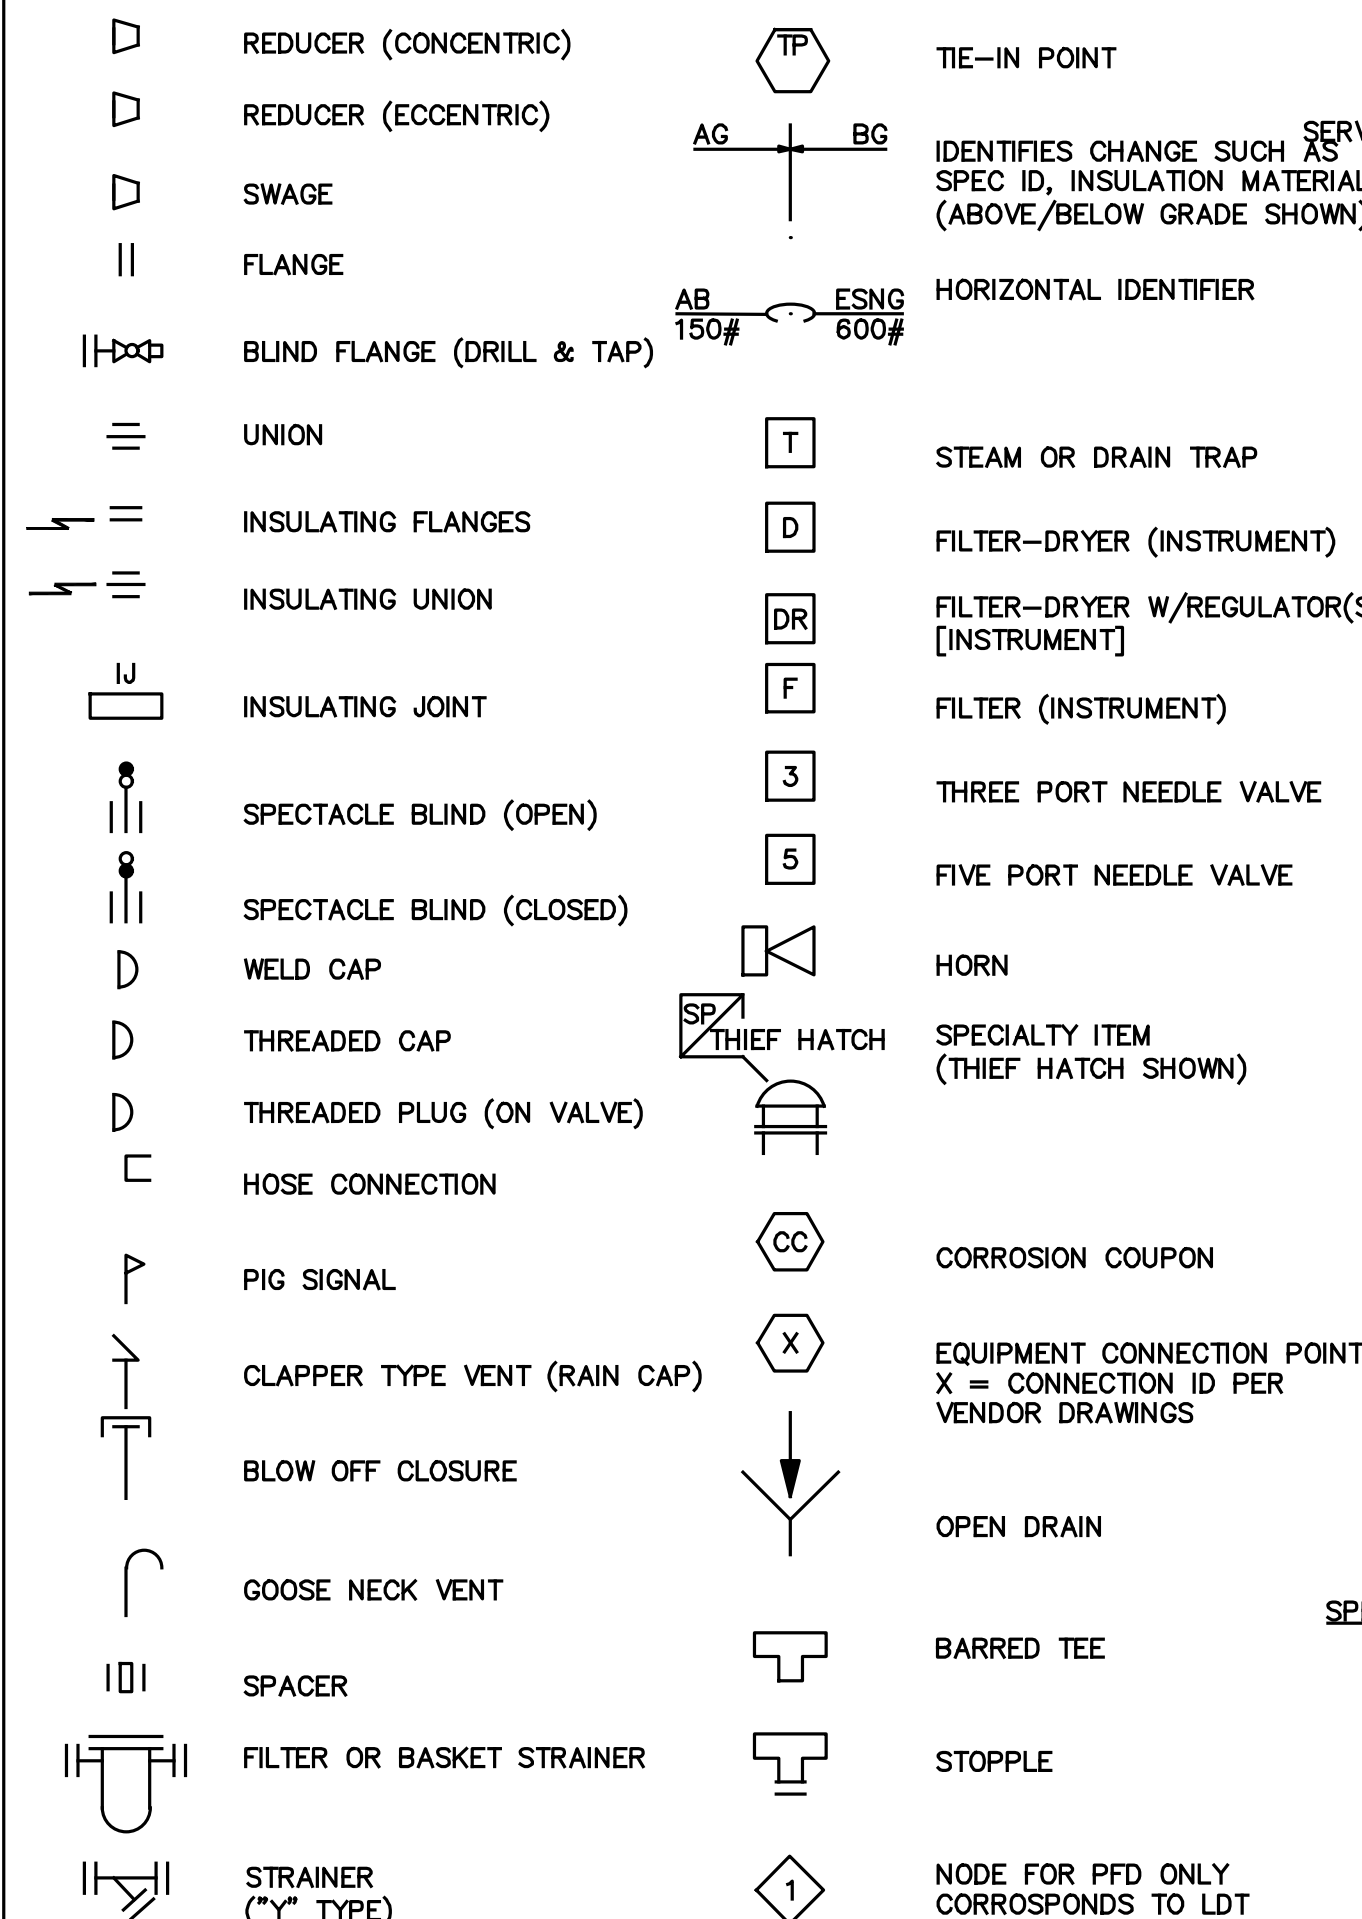 REDUCER (CONCENTRIC)
REDUCER (ECCENTRIC)
SWAGE
FLANGE
BLIND FLANGE (DRILL & TAP)
UNION
INSULATING FLANGES
INSULATING UNION
IJ
INSULATING JOINT
SPECTACLE BLIND (OPEN)
SPECTACLE BLIND (CLOSED)
WELD CAP
THREADED CAP
THREADED PLUG (ON VALVE)
HOSE CONNECTION
PIG SIGNAL
CLAPPER TYPE VENT (RAIN CAP)
BLOW OFF CLOSURE
GOOSE NECK VENT
SPACER
FILTER OR BASKET STRAINER
STRAINER
("Y" TYPE)
TP
TIE-IN POINT
AG BG
IDENTIFIES CHANGE SUCH AS
SPEC ID, INSULATION MATERIAL
(ABOVE/BELOW GRADE SHOWN)
AB ESNG
150# 600#
HORIZONTAL IDENTIFIER
T
STEAM OR DRAIN TRAP
D
FILTER-DRYER (INSTRUMENT)
DR
FILTER-DRYER W/REGULATOR(S
[INSTRUMENT]
F
FILTER (INSTRUMENT)
3
THREE PORT NEEDLE VALVE
5
FIVE PORT NEEDLE VALVE
HORN
SP
THIEF HATCH
SPECIALTY ITEM
(THIEF HATCH SHOWN)
CC
CORROSION COUPON
X
EQUIPMENT CONNECTION POINT
X = CONNECTION ID PER
VENDOR DRAWINGS
OPEN DRAIN
BARRED TEE
STOPPLE
1
NODE FOR PFD ONLY
CORROSPONDS TO LDT